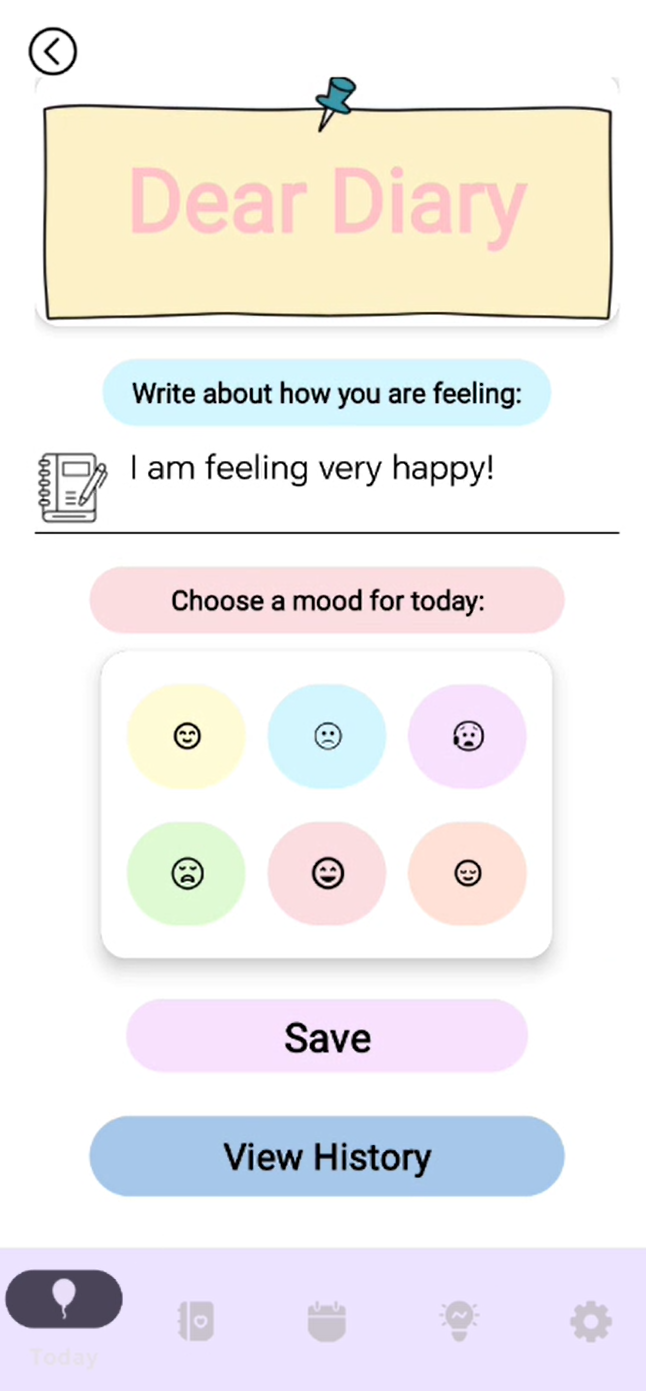 Dear Diary
Write about how you are feeling:
I am feeling very happy!
Choose a mood for today:
Save
View History
Today